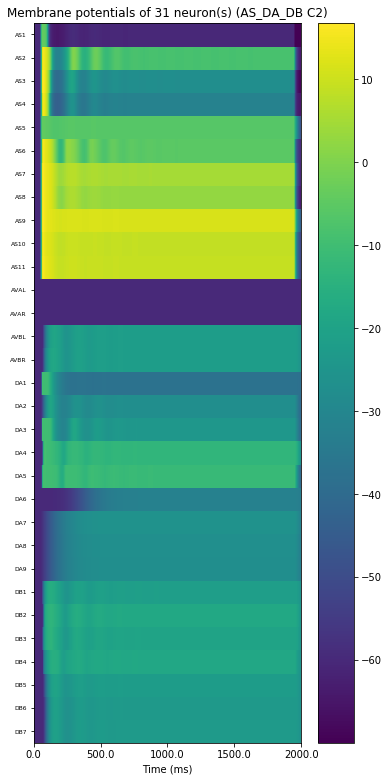 Membrane potentials of 31 neuron(s) (AS_DA_DB C2)
AS1
AS2
AS3
AS4
AS5
AS6
AS7
AS8
AS9
AS10
AS11
AVAL
AVAR
AVBL
AVBR
DA1
DA2
DA3
DA4
DA5
DA6
DA7
DA8
DA9
DB1
DB2
DB3
DB4
DB5
DB6
DB7
0.0 500.0 1000.0 1500.0 2000.0
Time (ms)
10
0
−10
−20
−30
−40
−50
−60